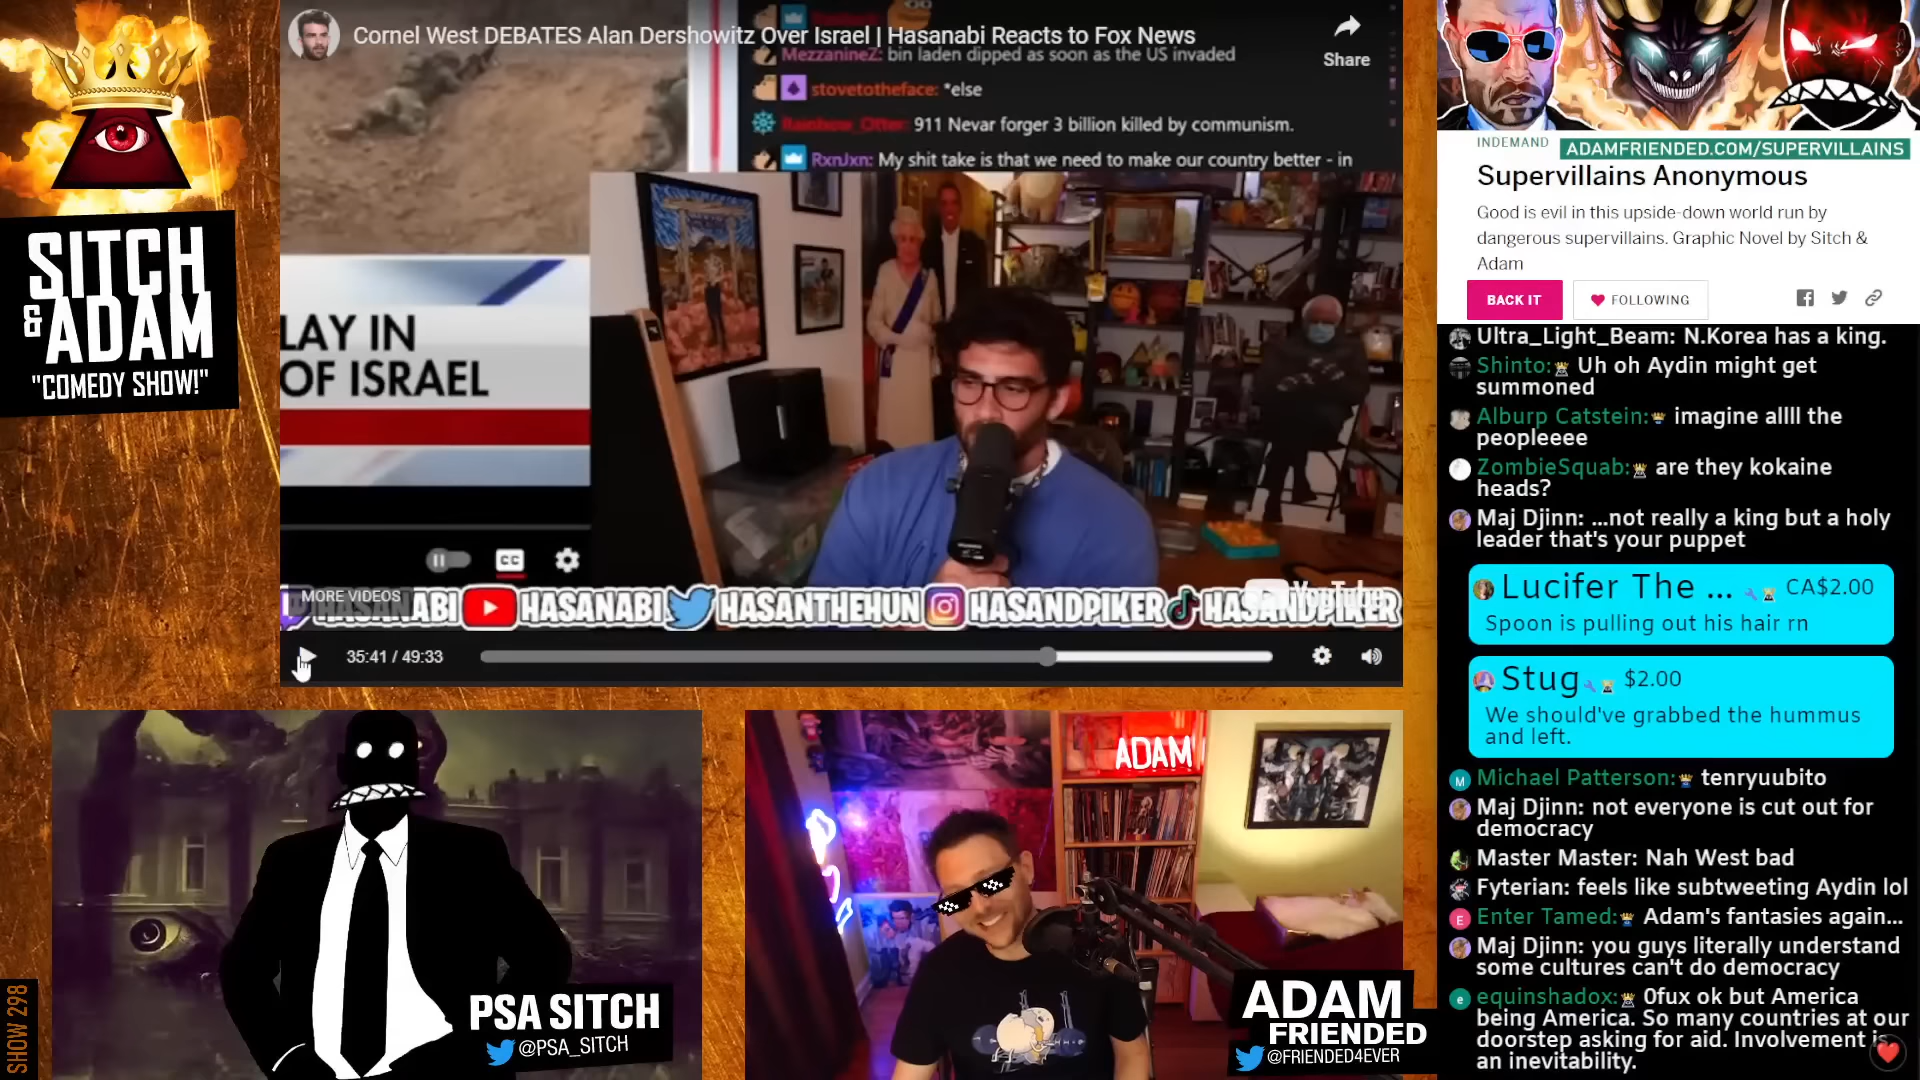 SITCH
& ADAM
"COMEDY SHOW!"
SHOW 298
Cornel West DEBATES Alan Dershowitz Over Israel | Hasanabi Reacts to Fox News
Share
MezzanineZ: bin laden dipped as soon as the US invaded
stovetotheface: *else
Rainbow_Otter: 911 Nevar forger 3 billion killed by communism.
RxnJxn: My shit take is that we need to make our country better - in
LAY IN
OF ISRAEL
CC
MORE VIDEOS
HASANABI
HASANABI
HASANTHEHUN
HASANDPIKER
HASANDPIKER
YouTube
35:41 / 49:33
PSA SITCH
@PSA_SITCH
ADAM
ADAM
FRIENDED
@FRIENDED4EVER
INDEMAND
ADAMFRIENDED.COM/SUPERVILLAINS
Supervillains Anonymous
Good is evil in this upside-down world run by
dangerous supervillains. Graphic Novel by Sitch &
Adam
BACK IT
FOLLOWING
Ultra_Light_Beam: N.Korea has a king.
Shinto: Uh oh Aydin might get
summoned
Alburp Catstein: imagine allll the
peopleeee
ZombieSquab: are they kokaine
heads?
Maj Djinn: ...not really a king but a holy
leader that's your puppet
Lucifer The ... CA$2.00
Spoon is pulling out his hair rn
Stug $2.00
We should've grabbed the hummus
and left.
M Michael Patterson: tenryuubito
Maj Djinn: not everyone is cut out for
democracy
Master Master: Nah West bad
Fyterian: feels like subtweeting Aydin lol
E Enter Tamed: Adam's fantasies again...
Maj Djinn: you guys literally understand
some cultures can't do democracy
e equinshadox: 0fux ok but America
being America. So many countries at our
doorstep asking for aid. Involvement is
an inevitability.